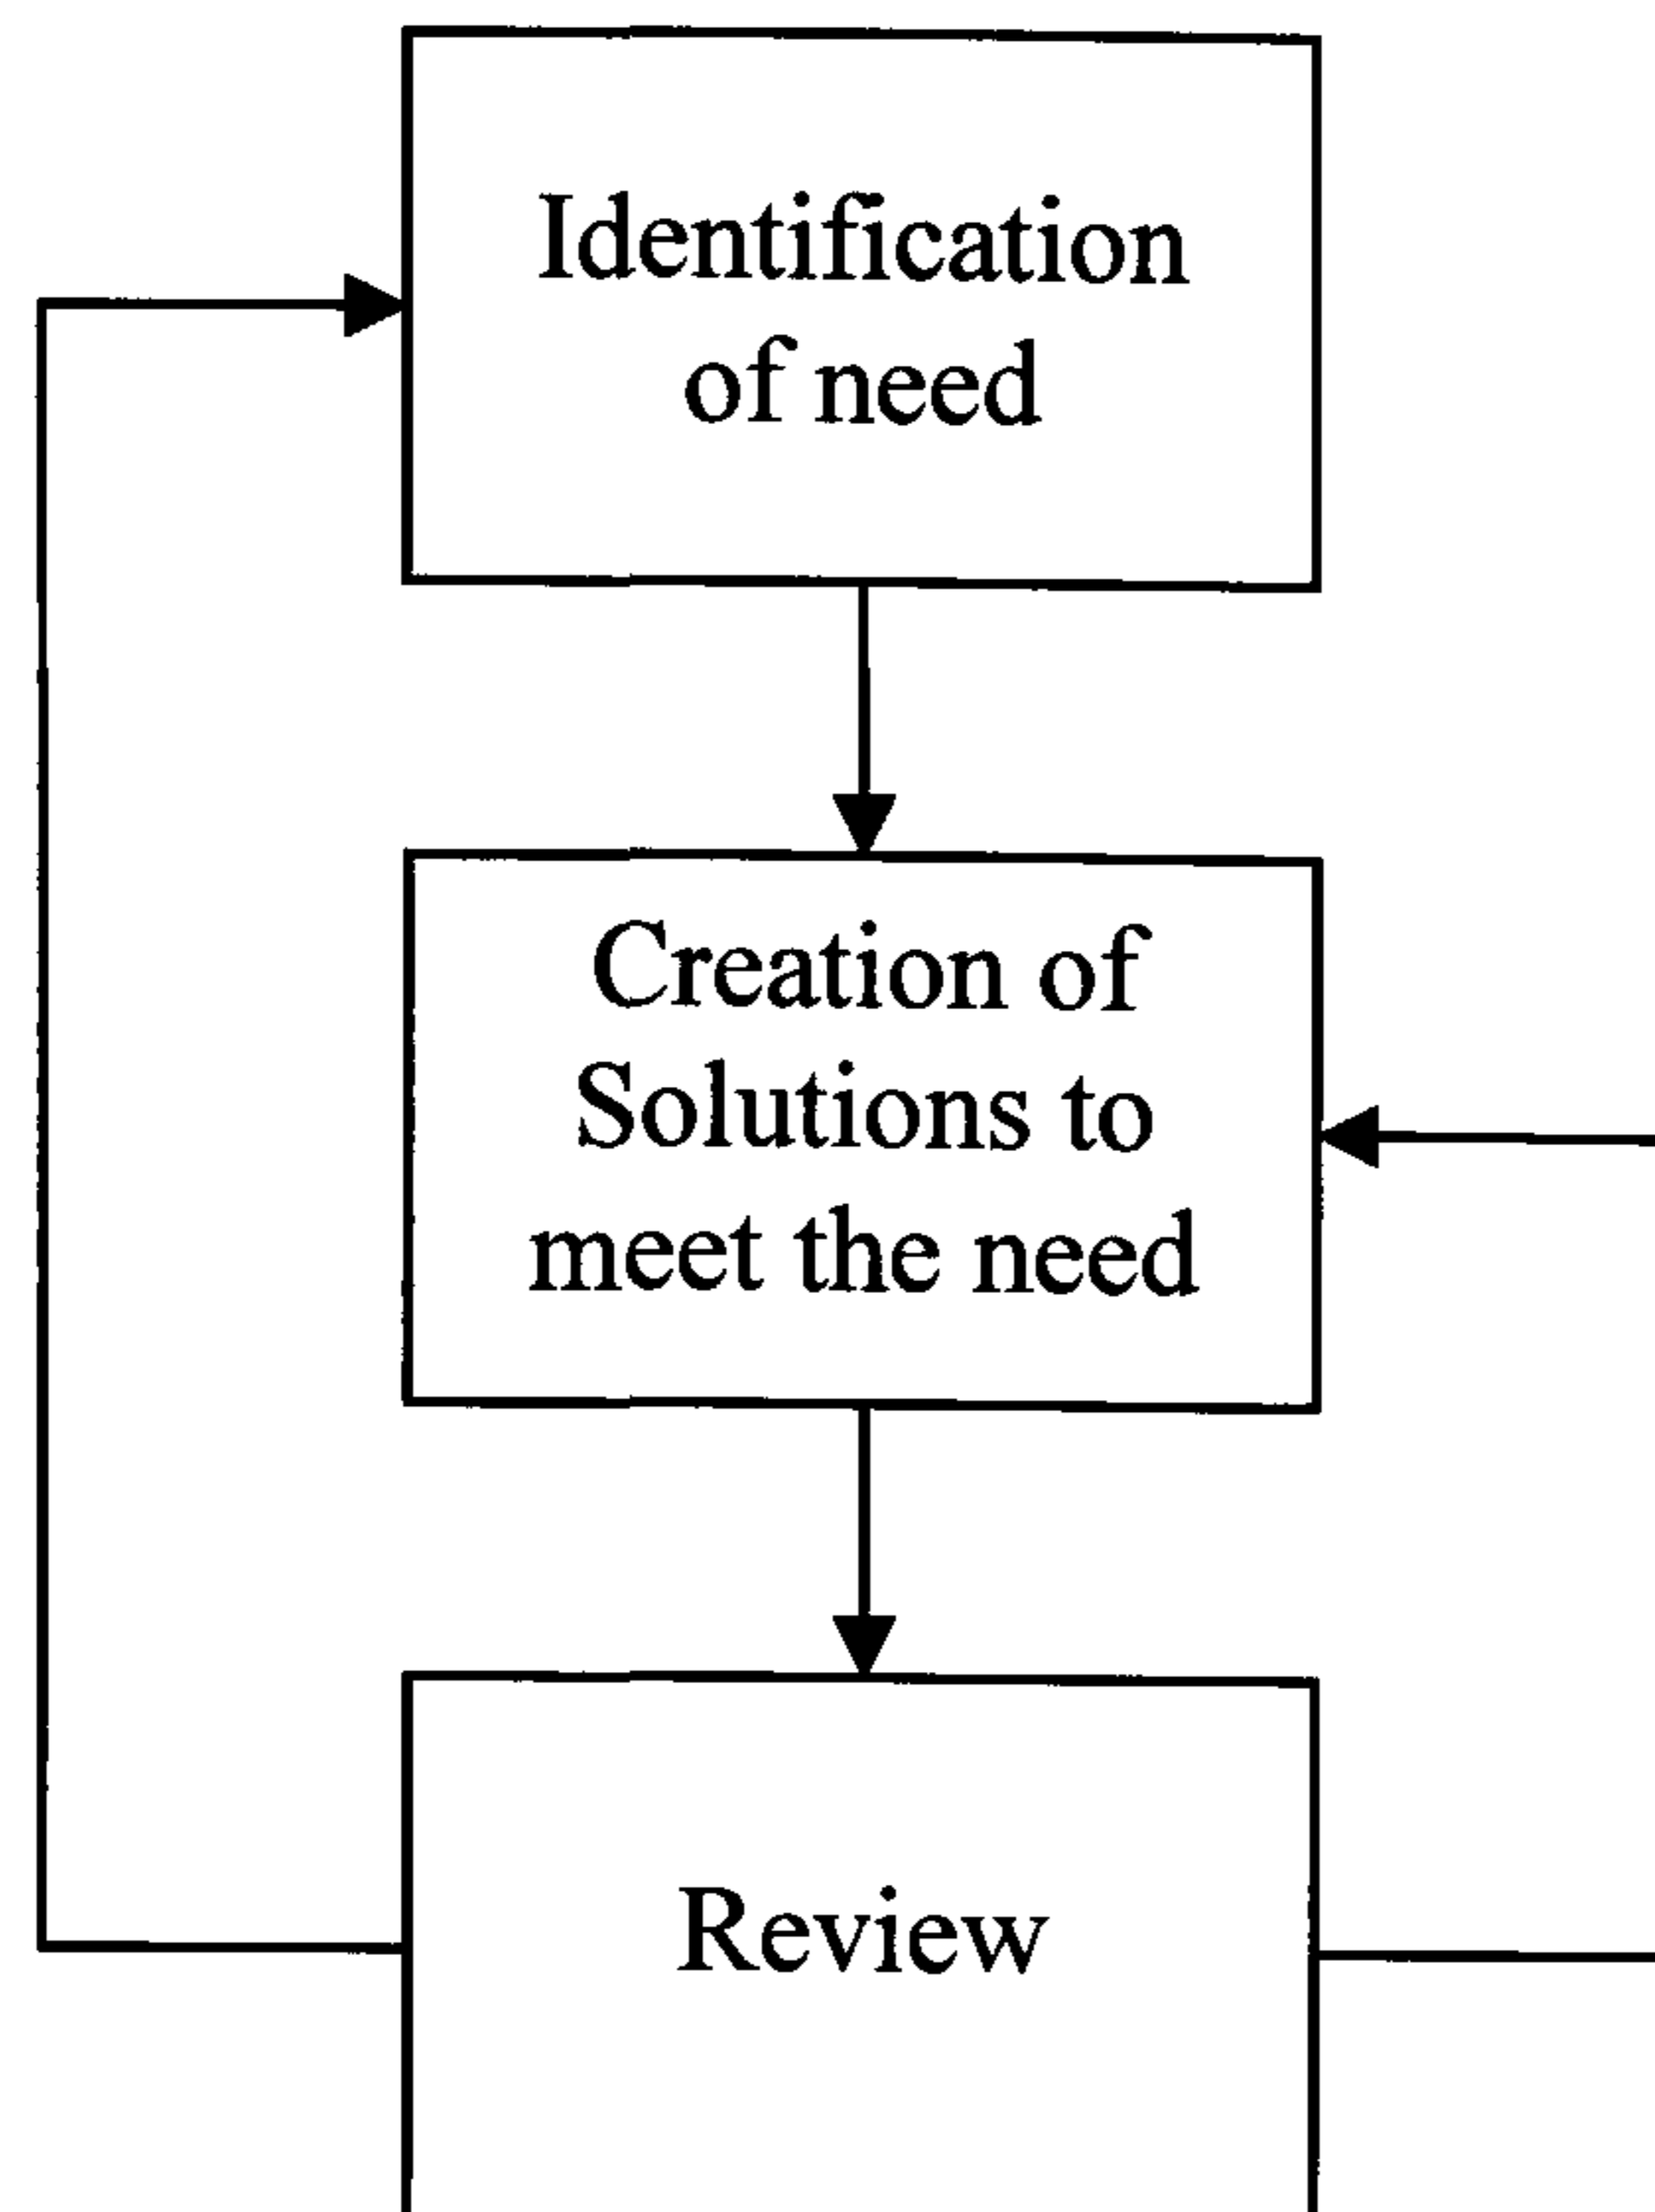 Identification
of need
Creation of
Solutions to
meet the need
Review